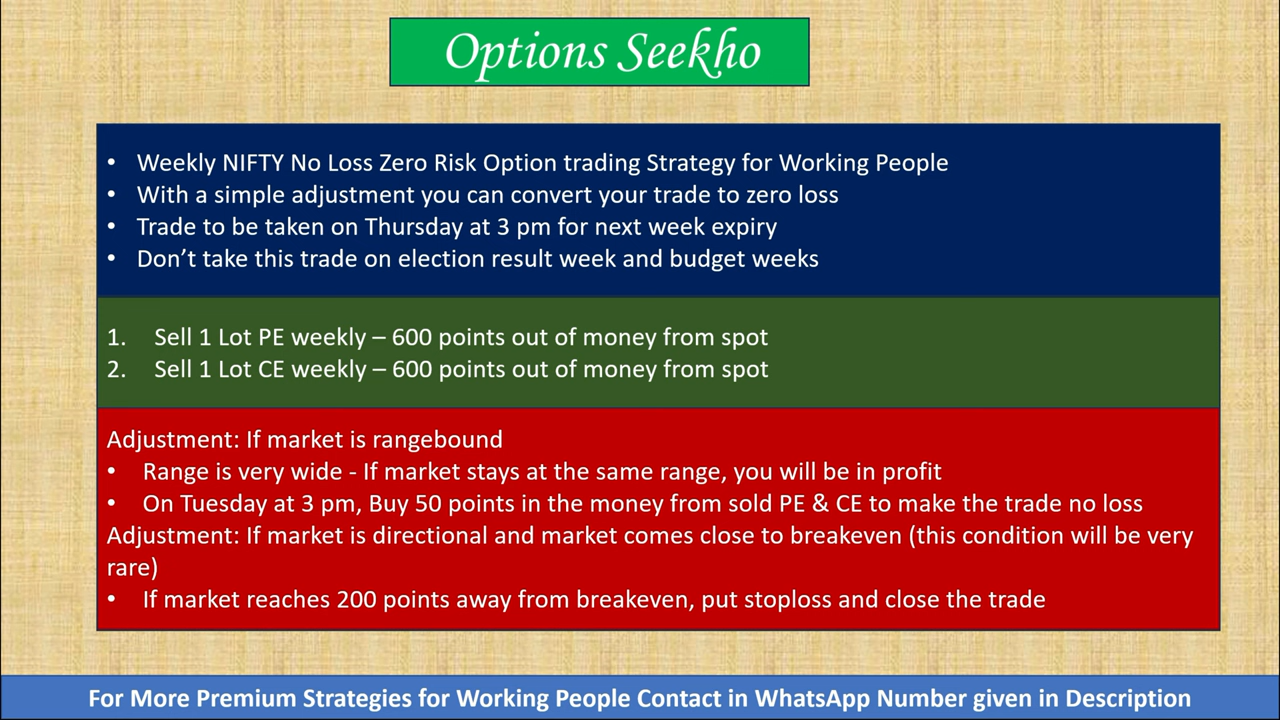 Options Seekho
• Weekly NIFTY No Loss Zero Risk Option trading Strategy for Working People
• With a simple adjustment you can convert your trade to zero loss
• Trade to be taken on Thursday at 3 pm for next week expiry
• Don’t take this trade on election result week and budget weeks
1. Sell 1 Lot PE weekly – 600 points out of money from spot
2. Sell 1 Lot CE weekly – 600 points out of money from spot
Adjustment: If market is rangebound
• Range is very wide - If market stays at the same range, you will be in profit
• On Tuesday at 3 pm, Buy 50 points in the money from sold PE & CE to make the trade no loss
Adjustment: If market is directional and market comes close to breakeven (this condition will be very
rare)
• If market reaches 200 points away from breakeven, put stoploss and close the trade
For More Premium Strategies for Working People Contact in WhatsApp Number given in Description